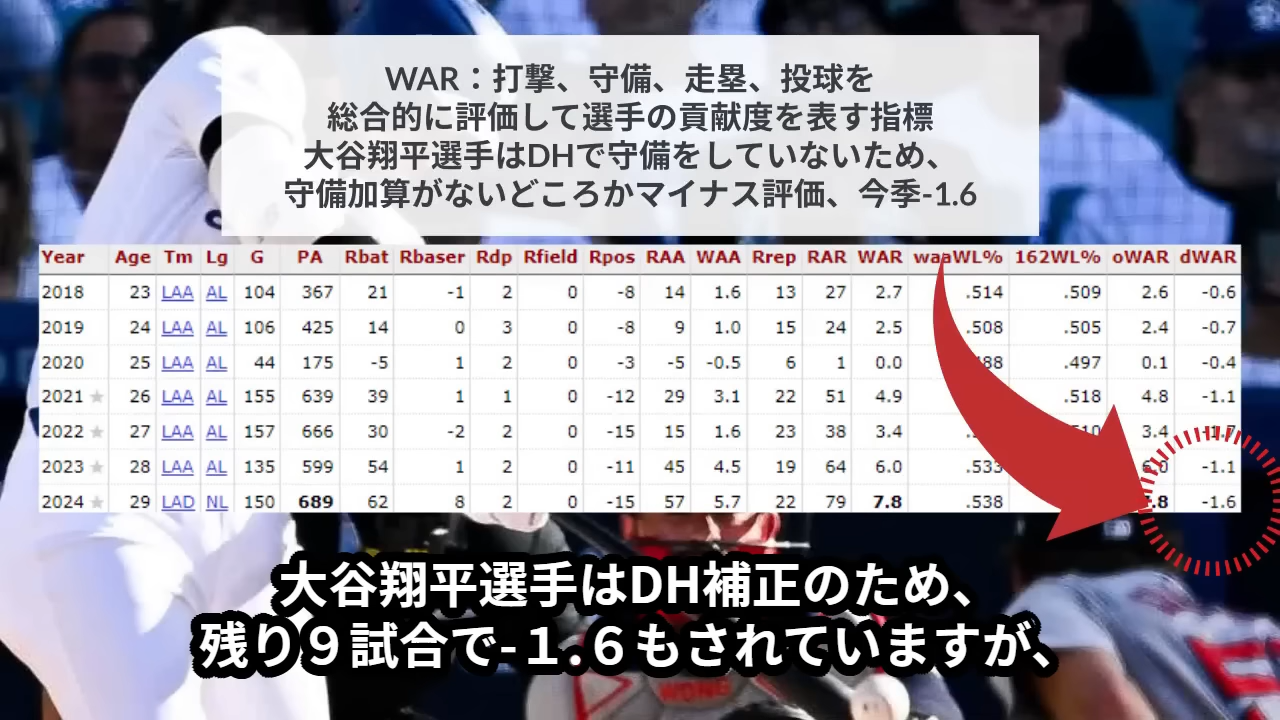 WAR：打撃、守備、走塁、投球を
総合的に評価して選手の貢献度を表す指標
大谷翔平選手はDHで守備をしていないため、
守備加算がないどころかマイナス評価、今季-1.6
Year Age Tm Lg G PA Rbat Rbaser Rdp Rfield Rpos RAA WAA Rrep RAR WAR waaWL% 162WL% oWAR dWAR
2018 23 LAA AL 104 367 21 -1 2 0 -8 14 1.6 13 27 2.7 .514 .509 2.6 -0.6
2019 24 LAA AL 106 425 14 0 3 0 -8 9 1.0 15 24 2.5 .508 .505 2.4 -0.7
2020 25 LAA AL 44 175 -5 1 2 0 -3 -5 -0.5 6 1 0.0 .497 0.1 -0.4
2021 ★ 26 LAA AL 155 639 39 1 1 0 -12 29 3.1 22 51 4.9 .518 4.8 -1.1
2022 ★ 27 LAA AL 157 666 30 -2 2 0 -15 15 1.6 23 38 3.4 3.4 -1.7
2023 ★ 28 LAA AL 135 599 54 1 2 0 -11 45 4.5 19 64 6.0 .533 6.0 -1.1
2024 ★ 29 LAD NL 150 689 62 8 2 0 -15 57 5.7 22 79 7.8 .538 7.8 -1.6
大谷翔平選手はDH補正のため、
残り９試合で-１.６もされていますが、
WONG